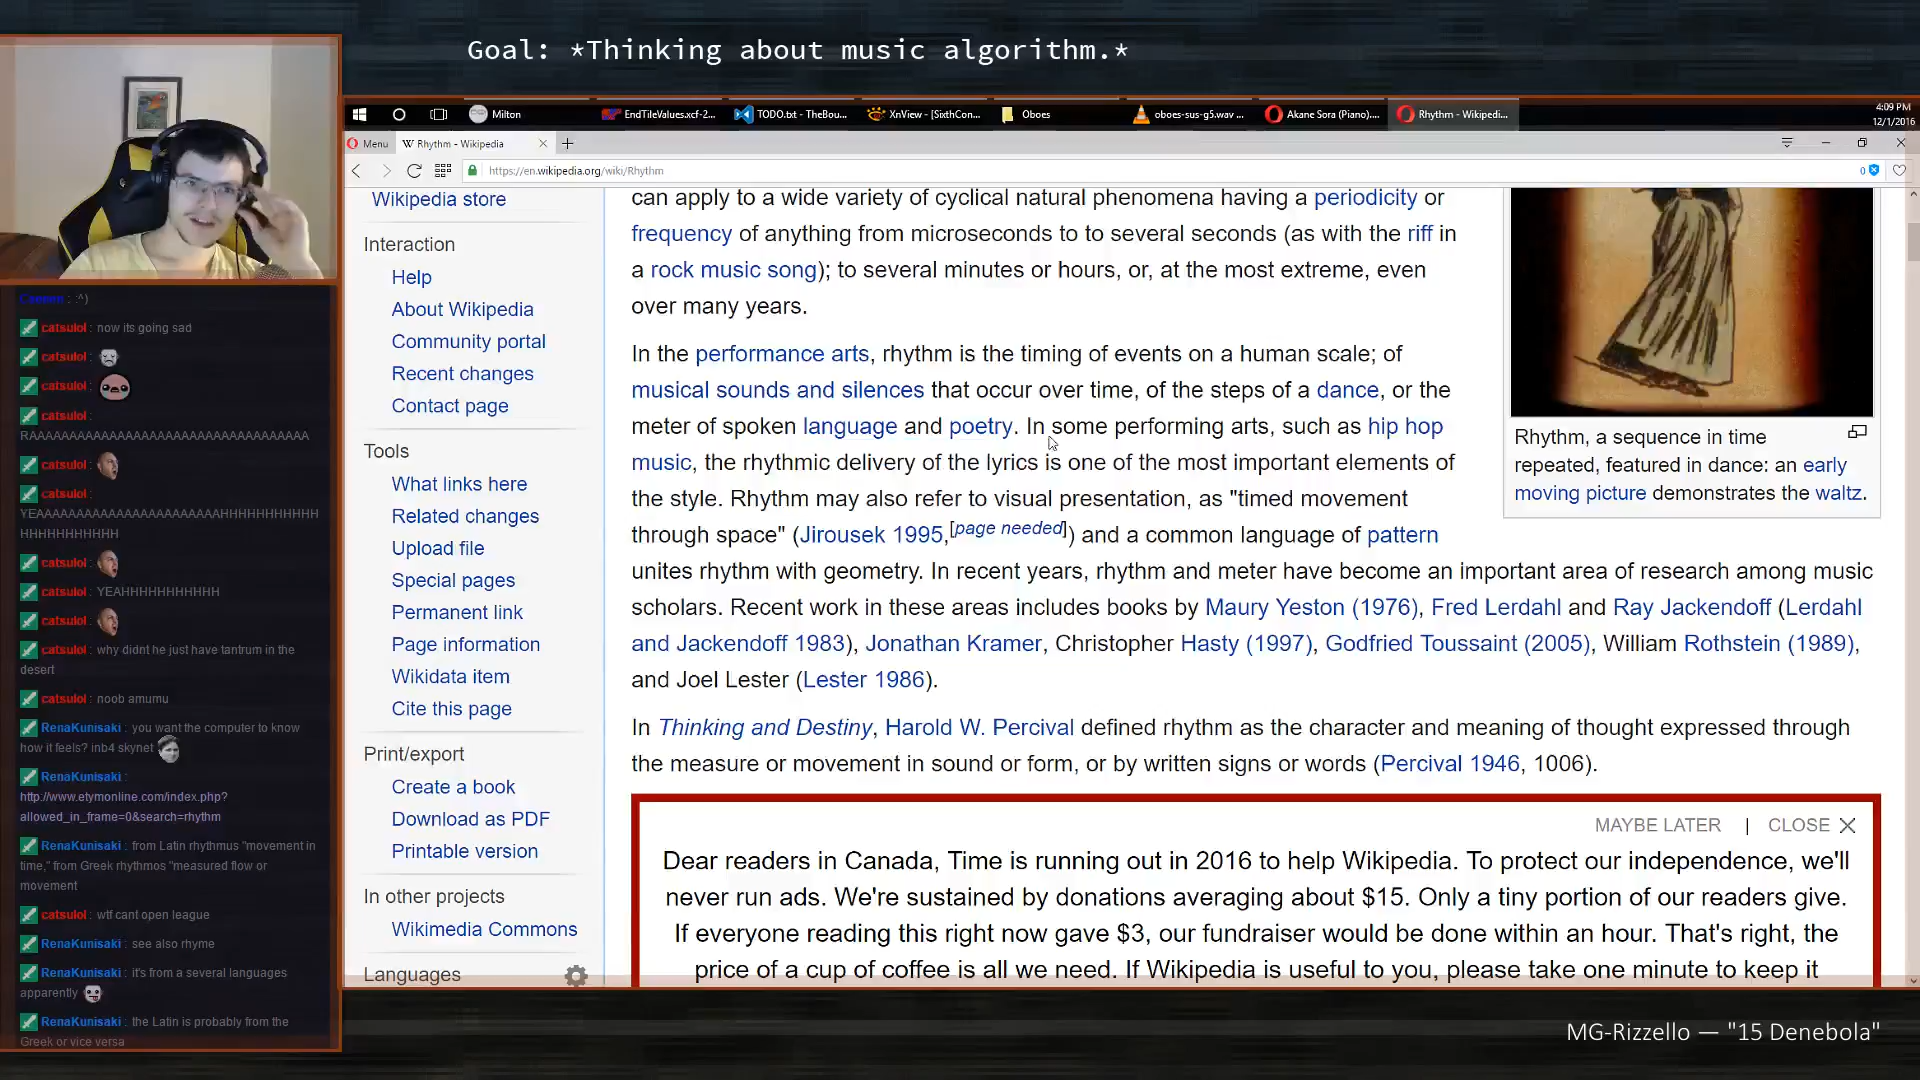 Goal: *Thinking about music algorithm.*
Milton
EndTileValues.xcf-2...
TODO.txt - TheBou...
XnView - [SixthCon...
Oboes
oboes-sus-g5.wav ...
Akane Sora (Piano)....
Rhythm - Wikipedi...
4:09 PM
12/1/2016
Menu
W Rhythm - Wikipedia
https://en.wikipedia.org/wiki/Rhythm
0
Wikipedia store
Interaction
Help
About Wikipedia
Community portal
Recent changes
Contact page
Tools
What links here
Related changes
Upload file
Special pages
Permanent link
Page information
Wikidata item
Cite this page
Print/export
Create a book
Download as PDF
Printable version
In other projects
Wikimedia Commons
Languages
can apply to a wide variety of cyclical natural phenomena having a periodicity or
frequency of anything from microseconds to to several seconds (as with the riff in
a rock music song); to several minutes or hours, or, at the most extreme, even
over many years.
In the performance arts, rhythm is the timing of events on a human scale; of
musical sounds and silences that occur over time, of the steps of a dance, or the
meter of spoken language and poetry. In some performing arts, such as hip hop
music, the rhythmic delivery of the lyrics is one of the most important elements of
the style. Rhythm may also refer to visual presentation, as "timed movement
through space" (Jirousek 1995,[page needed]) and a common language of pattern
unites rhythm with geometry. In recent years, rhythm and meter have become an important area of research among music
scholars. Recent work in these areas includes books by Maury Yeston (1976), Fred Lerdahl and Ray Jackendoff (Lerdahl
and Jackendoff 1983), Jonathan Kramer, Christopher Hasty (1997), Godfried Toussaint (2005), William Rothstein (1989),
and Joel Lester (Lester 1986).
In Thinking and Destiny, Harold W. Percival defined rhythm as the character and meaning of thought expressed through
the measure or movement in sound or form, or by written signs or words (Percival 1946, 1006).
Rhythm, a sequence in time
repeated, featured in dance: an early
moving picture demonstrates the waltz.
MAYBE LATER | CLOSE
Dear readers in Canada, Time is running out in 2016 to help Wikipedia. To protect our independence, we'll
never run ads. We're sustained by donations averaging about $15. Only a tiny portion of our readers give.
If everyone reading this right now gave $3, our fundraiser would be done within an hour. That's right, the
price of a cup of coffee is all we need. If Wikipedia is useful to you, please take one minute to keep it
: :^)
catsulol : now its going sad
catsulol :
catsulol :
catsulol :
RAAAAAAAAAAAAAAAAAAAAAAAAAAAAAAAAAA
catsulol :
catsulol :
YEAAAAAAAAAAAAAAAAAAAAAAAHHHHHHHHHHH
HHHHHHHHHHH
catsulol :
catsulol : YEAHHHHHHHHHHH
catsulol :
catsulol : why didnt he just have tantrum in the
desert
catsulol : noob amumu
RenaKunisaki : you want the computer to know
how it feels? inb4 skynet
RenaKunisaki :
http://www.etymonline.com/index.php?
allowed_in_frame=0&search=rhythm
RenaKunisaki : from Latin rhythmus "movement in
time," from Greek rhythmos "measured flow or
movement
catsulol : wtf cant open league
RenaKunisaki : see also rhyme
RenaKunisaki : it's from a several languages
apparently
RenaKunisaki : the Latin is probably from the
Greek or vice versa
MG-Rizzello — "15 Denebola"